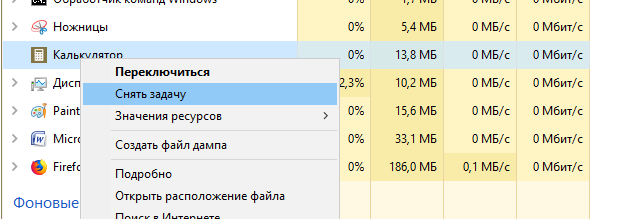 Обработчик команд Windows 0% 1,7 МБ 0 МБ/с 0 Мбит/с
Ножницы 0% 5,4 МБ 0 МБ/с 0 Мбит/с
Калькулятор 0% 13,8 МБ 0 МБ/с 0 Мбит/с
Переключиться
Дисп 2,3% 10,2 МБ 0 МБ/с 0 Мбит/с
Снять задачу
Paint 0% 15,6 МБ 0 МБ/с 0 Мбит/с
Значения ресурсов
Micro 0% 33,1 МБ 0 МБ/с 0 Мбит/с
Создать файл дампа
Firefo 0% 186,0 МБ 0,1 МБ/с 0 Мбит/с
Подробно
Открыть расположение файла
Фоновые
Поиск в Интернете